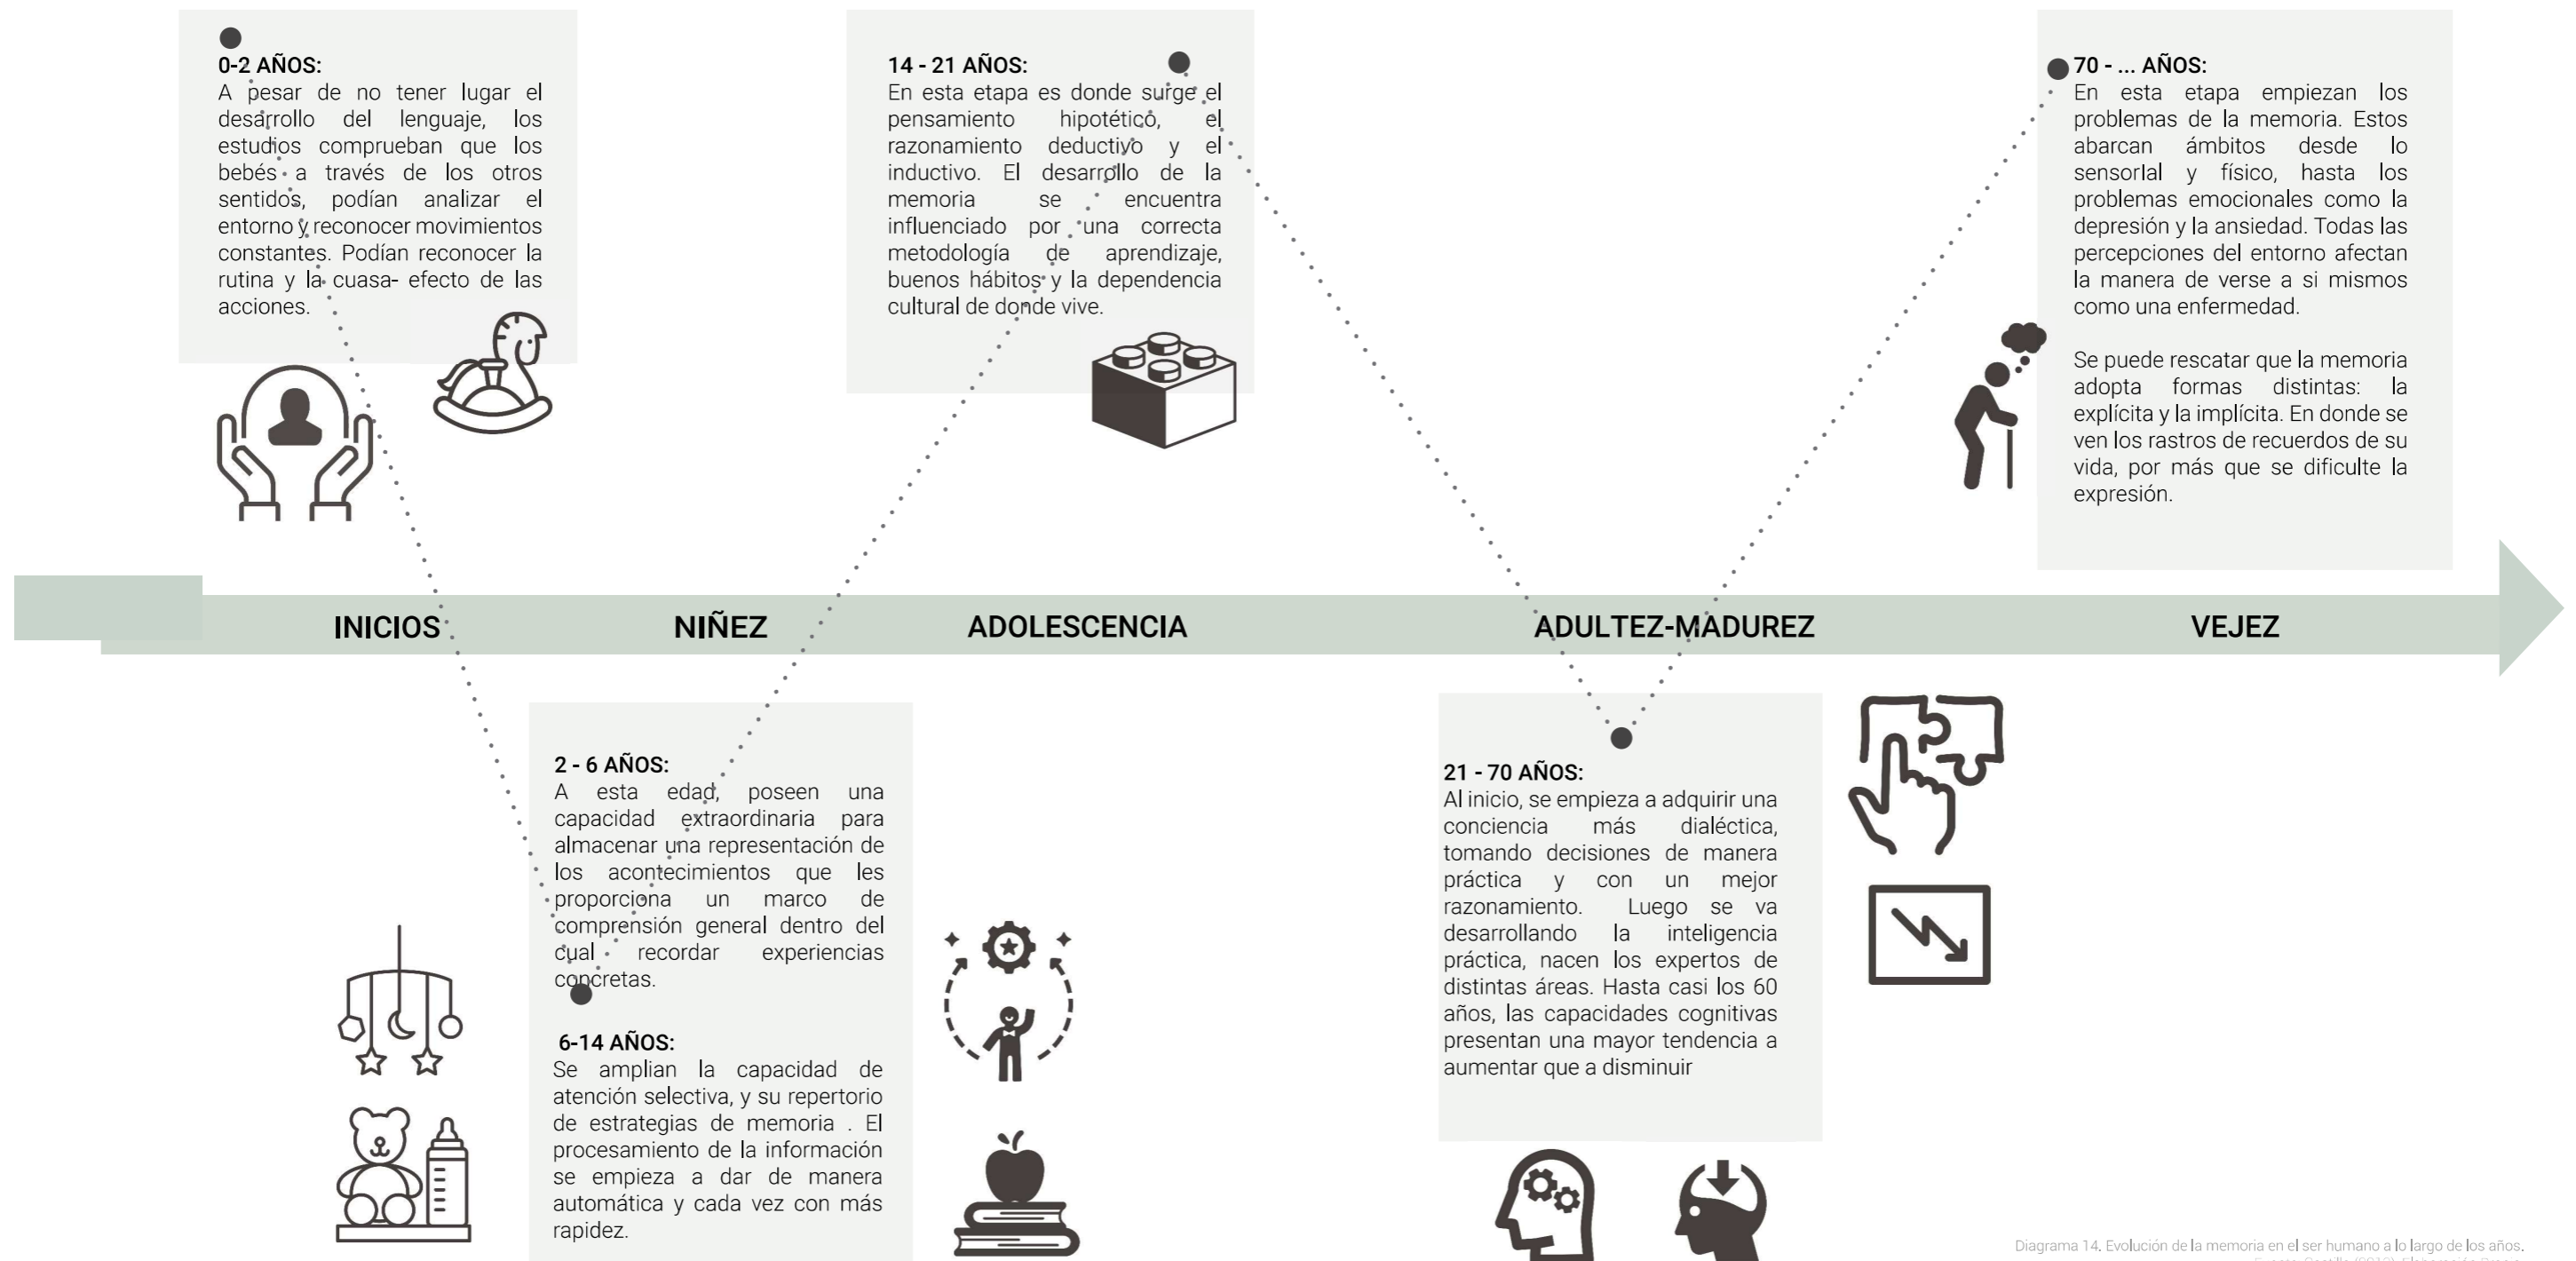 0-2 AÑOS:
A pesar de no tener lugar el
desarrollo del lenguaje, los
estudios comprueban que los
bebés a través de los otros
sentidos, podían analizar el
entorno y reconocer movimientos
constantes. Podían reconocer la
rutina y la cuasa- efecto de las
acciones.
14 - 21 AÑOS:
En esta etapa es donde surge el
pensamiento hipotético, el
razonamiento deductivo y el
inductivo. El desarrollo de la
memoria se encuentra
influenciado por una correcta
metodología de aprendizaje,
buenos hábitos y la dependencia
cultural de donde vive.
70 - ... AÑOS:
En esta etapa empiezan los
problemas de la memoria. Estos
abarcan ámbitos desde lo
sensorial y físico, hasta los
problemas emocionales como la
depresión y la ansiedad. Todas las
percepciones del entorno afectan
la manera de verse a si mismos
como una enfermedad.
Se puede rescatar que la memoria
adopta formas distintas: la
explícita y la implícita. En donde se
ven los rastros de recuerdos de su
vida, por más que se dificulte la
expresión.
INICIOS
NIÑEZ
ADOLESCENCIA
ADULTEZ-MADUREZ
VEJEZ
2 - 6 AÑOS:
A esta edad, poseen una
capacidad extraordinaria para
almacenar una representación de
los acontecimientos que les
proporciona un marco de
comprensión general dentro del
cual recordar experiencias
concretas.
6-14 AÑOS:
Se amplian la capacidad de
atención selectiva, y su repertorio
de estrategias de memoria . El
procesamiento de la información
se empieza a dar de manera
automática y cada vez con más
rapidez.
21 - 70 AÑOS:
Al inicio, se empieza a adquirir una
conciencia más dialéctica,
tomando decisiones de manera
práctica y con un mejor
razonamiento. Luego se va
desarrollando la inteligencia
práctica, nacen los expertos de
distintas áreas. Hasta casi los 60
años, las capacidades cognitivas
presentan una mayor tendencia a
aumentar que a disminuir
Diagrama 14. Evolución de la memoria en el ser humano a lo largo de los años.